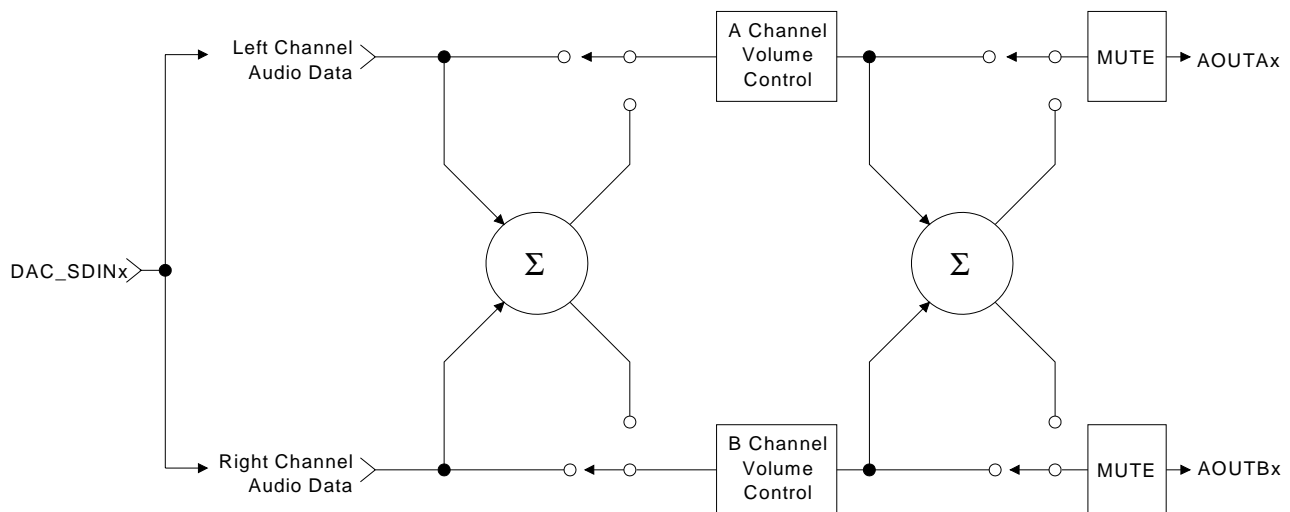 Left Channel
Audio Data
A Channel
Volume
Control
MUTE
AOUTAx
Σ
Σ
DAC_SDINx
Right Channel
Audio Data
B Channel
Volume
Control
MUTE
AOUTBx